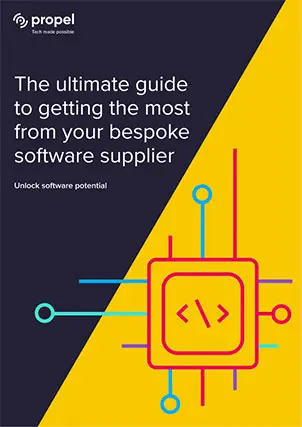 propel
Tech made possible
The ultimate guide
to getting the most
from your bespoke
software supplier
Unlock software potential
<\>